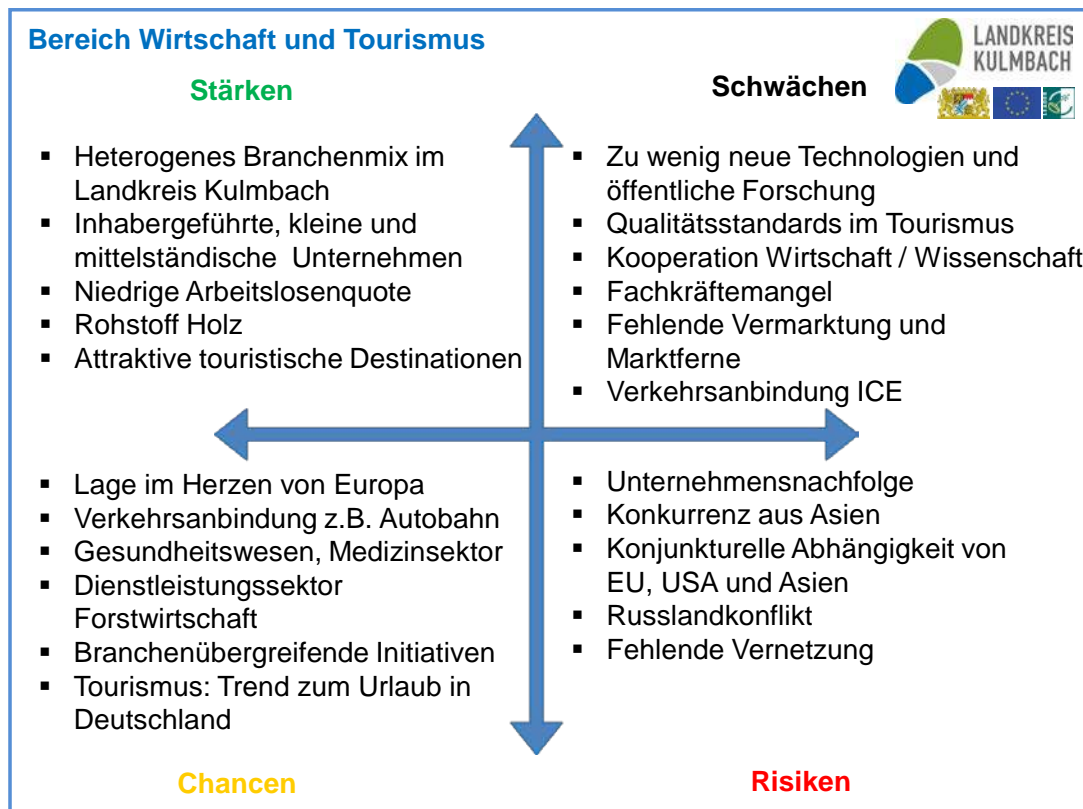 Bereich Wirtschaft und Tourismus
LANDKREIS
KULMBACH
Stärken
▪ Heterogenes Branchenmix im
Landkreis Kulmbach
▪ Inhabergeführte, kleine und
mittelständische Unternehmen
▪ Niedrige Arbeitslosenquote
▪ Rohstoff Holz
▪ Attraktive touristische Destinationen
Schwächen
▪ Zu wenig neue Technologien und
öffentliche Forschung
▪ Qualitätsstandards im Tourismus
▪ Kooperation Wirtschaft / Wissenschaft
▪ Fachkräftemangel
▪ Fehlende Vermarktung und
Marktferne
▪ Verkehrsanbindung ICE
▪ Lage im Herzen von Europa
▪ Verkehrsanbindung z.B. Autobahn
▪ Gesundheitswesen, Medizinsektor
▪ Dienstleistungssektor
Forstwirtschaft
▪ Branchenübergreifende Initiativen
▪ Tourismus: Trend zum Urlaub in
Deutschland
Chancen
▪ Unternehmensnachfolge
▪ Konkurrenz aus Asien
▪ Konjunkturelle Abhängigkeit von
EU, USA und Asien
▪ Russlandkonflikt
▪ Fehlende Vernetzung
Risiken